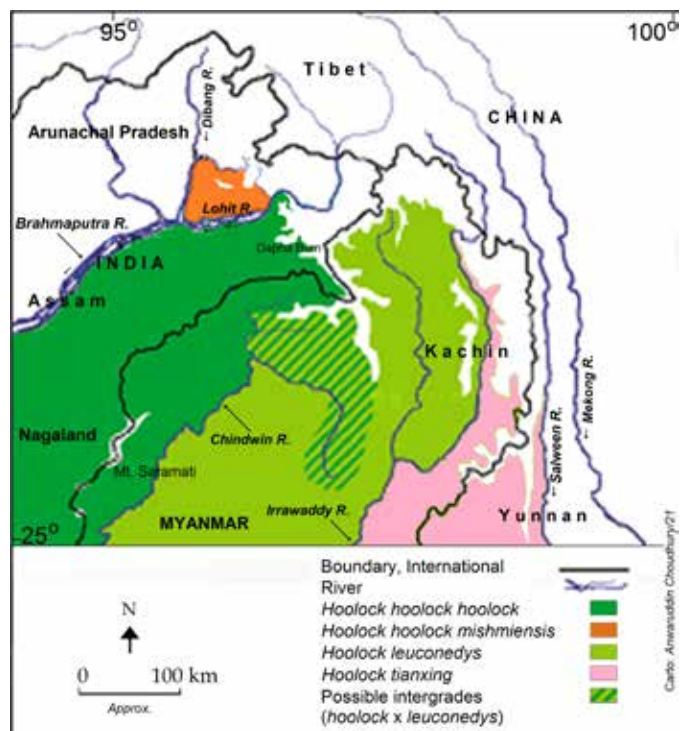 95° 100°
Tibet
← Dibang R.
CHINA
Arunachal Pradesh
Lohit R.
Brahmaputra R.
INDIA
Dapha Bum
Assam
Kachin
← Mekong R.
← Salween R.
Nagaland
Chindwin R.
Mt. Saramati
Irrawaddy R.
Yunnan
MYANMAR
25°
Carto: Anwaruddin Choudhury/21
Boundary, International
River
Hoolock hoolock hoolock
Hoolock hoolock mishmiensis
Hoolock leuconedys
Hoolock tianxing
Possible intergrades
(hoolock x leuconedys)
N
0 100 km
Approx.